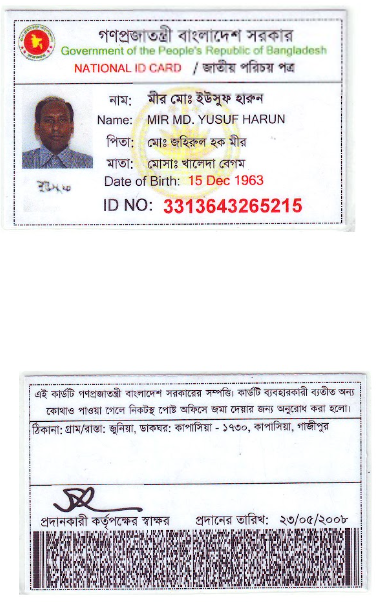 গণপ্রজাতন্ত্রী বাংলাদেশ সরকার
Government of the People's Republic of Bangladesh
NATIONAL ID CARD / জাতীয় পরিচয় পত্র
নাম: মীর মোঃ ইউসুফ হারুন
Name: MIR MD. YUSUF HARUN
পিতা: মোঃ জহিরুল হক মীর
মাতা: মোসাঃ খালেদা বেগম
Date of Birth: 15 Dec 1963
ID NO: 3313643265215
এই কার্ডটি গণপ্রজাতন্ত্রী বাংলাদেশ সরকারের সম্পত্তি। কার্ডটি ব্যবহারকারী ব্যতীত অন্য
কোথাও পাওয়া গেলে নিকটস্থ পোষ্ট অফিসে জমা দেয়ার জন্য অনুরোধ করা হলো।
ঠিকানা: গ্রাম/রাস্তা: জুনিয়া, ডাকঘর: কাপাসিয়া - ১৭৩০, কাপাসিয়া, গাজীপুর
প্রদানকারী কর্তৃপক্ষের স্বাক্ষর প্রদানের তারিখ: ২৩/০৫/২০০৮